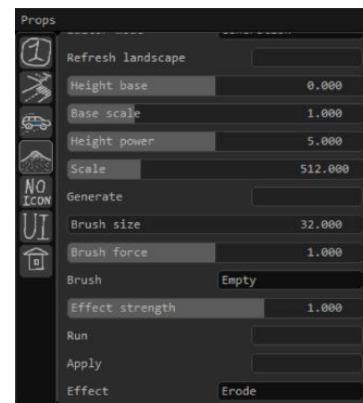 Props
Refresh landscape
Height base 0.000
Base scale 1.000
Height power 5.000
Scale 512.000
NO
ICON
Generate
UI
Brush size 32.000
Brush force 1.000
Brush Empty
Effect strength 1.000
Run
Apply
Effect Erode